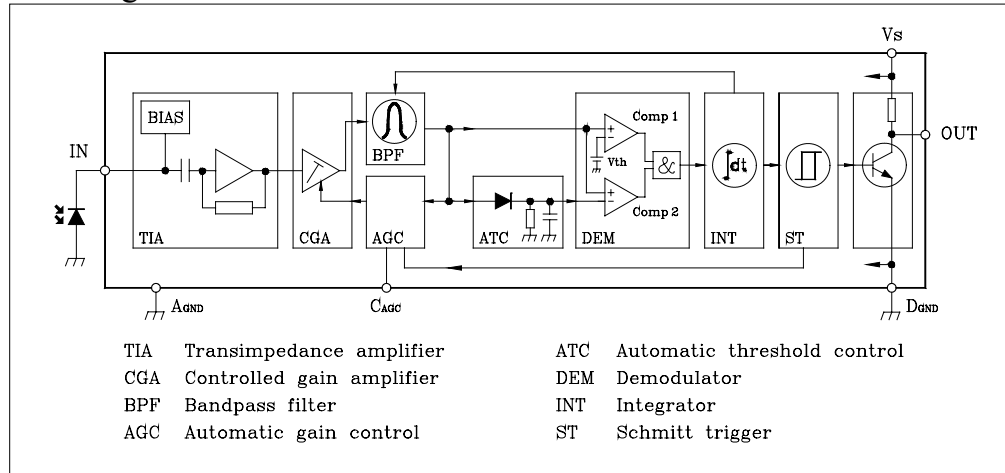 Vs
BIAS
Comp 1
IN
OUT
BPF
Vth
∫dt
&
Comp 2
TIA
CGA
AGC
ATC
DEM
INT
ST
AGND
CAGC
DGND
TIA Transimpedance amplifier
CGA Controlled gain amplifier
BPF Bandpass filter
AGC Automatic gain control
ATC Automatic threshold control
DEM Demodulator
INT Integrator
ST Schmitt trigger